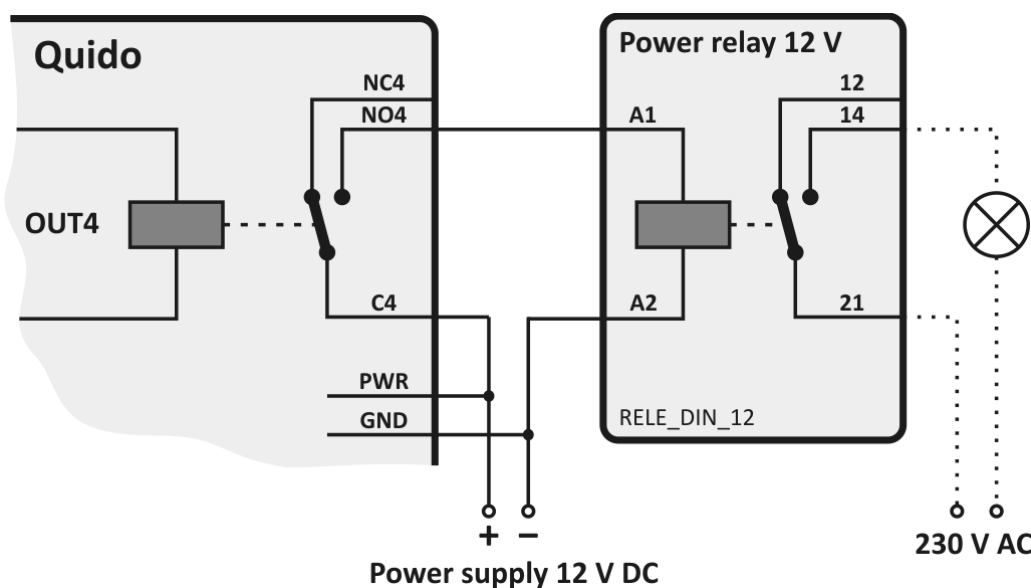 Quido
NC4
NO4
OUT4
C4
PWR
GND
Power relay 12 V
12
14
A1
A2
21
RELE_DIN_12
+ −
Power supply 12 V DC
230 V AC